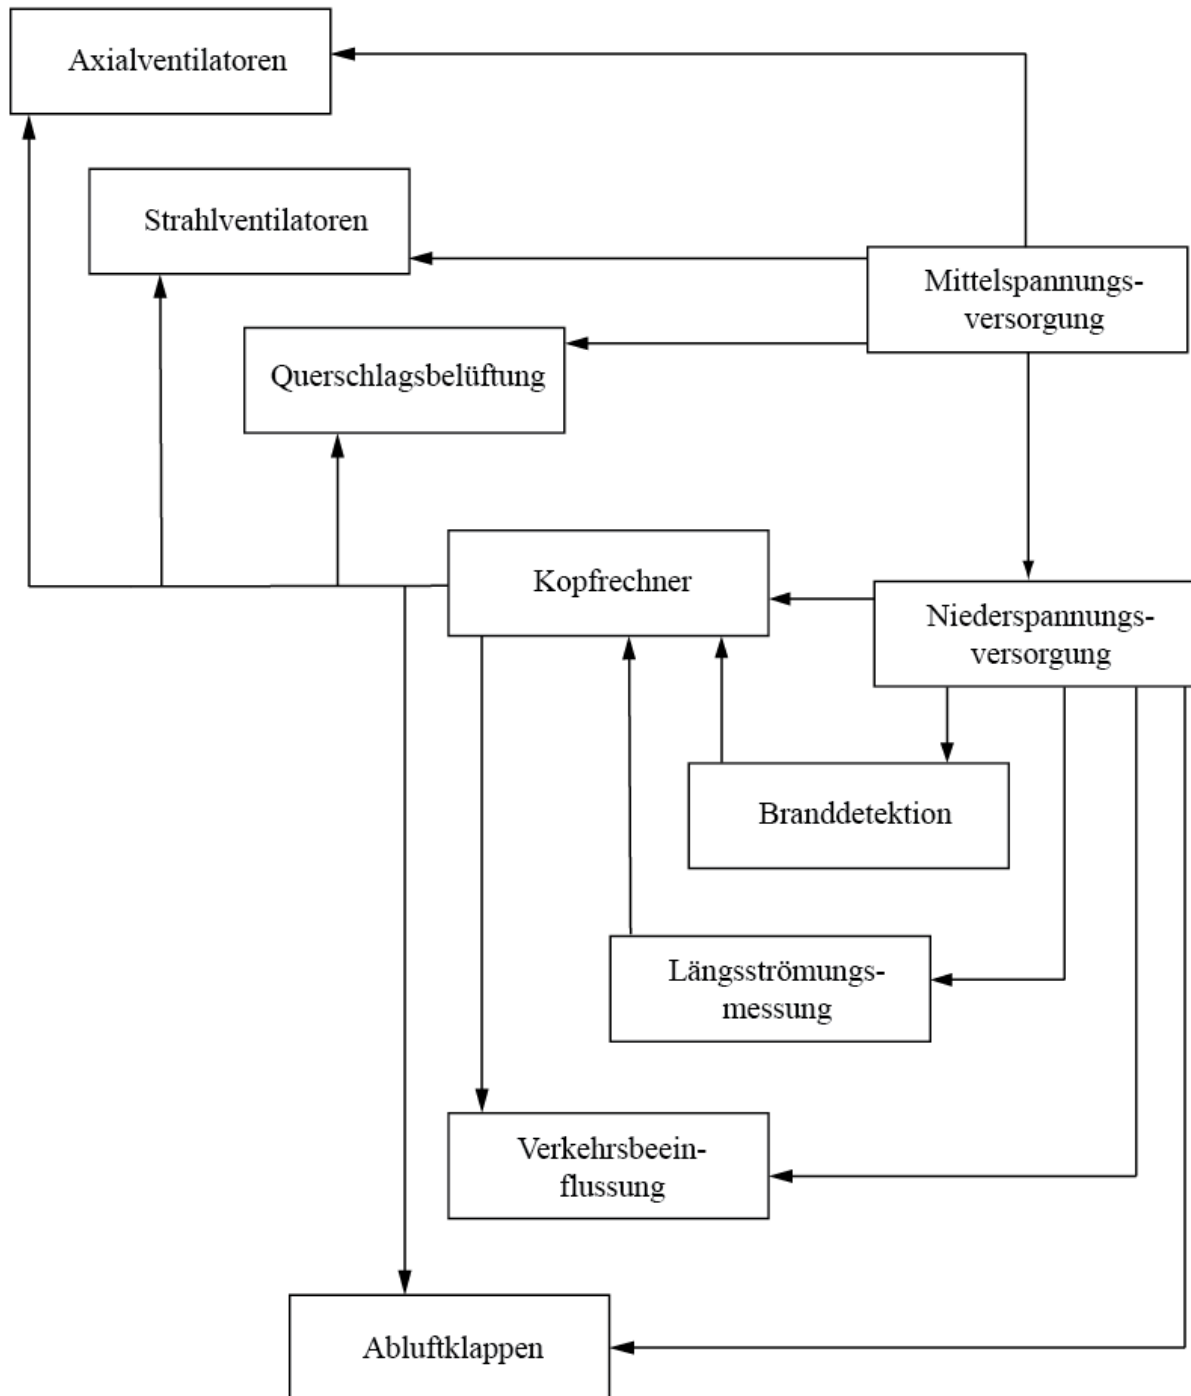 Axialventilatoren
Strahlventilatoren
Mittelspannungs-
versorgung
Querschlagsbelüftung
Kopfrechner
Niederspannungs-
versorgung
Branddetektion
Längsströmungs-
messung
Verkehrsbeein-
flussung
Abluftklappen